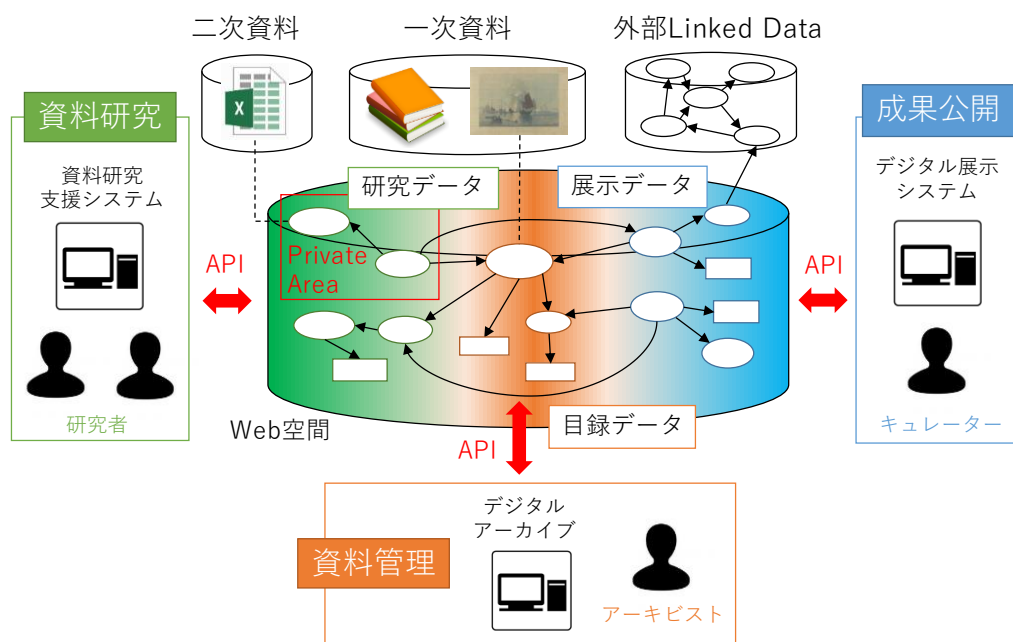 二次資料
一次資料
外部Linked Data
X
資料研究
資料研究
支援システム
研究者
API
研究データ
展示データ
Private
Area
Web空間
目録データ
API
API
成果公開
デジタル展示
システム
キュレーター
資料管理
デジタル
アーカイブ
アーキビスト